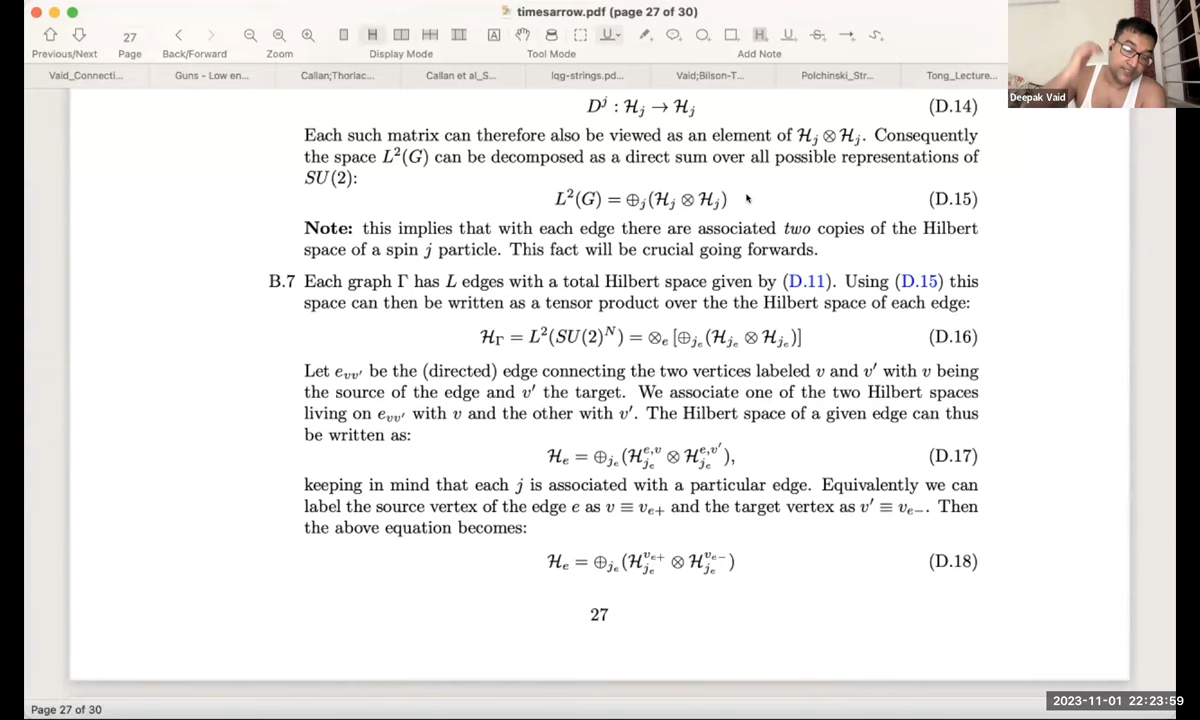 timesarrow.pdf (page 27 of 30)
27
Previous/Next Page Back/Forward Zoom Display Mode Tool Mode Add Note
Vaid_Connecti... Guns - Low en... Callan;Thorlac... Callan et al_S... lqg-strings.pd... Vaid;Bilson-T... Polchinski_Str... Tong_Lecture...
Deepak Vaid
D^j : ℋ_j → ℋ_j (D.14)
Each such matrix can therefore also be viewed as an element of ℋ_j ⊗ ℋ_j. Consequently
the space L²(G) can be decomposed as a direct sum over all possible representations of
SU(2):
L²(G) = ⊕_j(ℋ_j ⊗ ℋ_j) (D.15)
Note: this implies that with each edge there are associated two copies of the Hilbert
space of a spin j particle. This fact will be crucial going forwards.
B.7 Each graph Γ has L edges with a total Hilbert space given by (D.11). Using (D.15) this
space can then be written as a tensor product over the the Hilbert space of each edge:
ℋ_Γ = L²(SU(2)^N) = ⊗_e [⊕_{j_e}(ℋ_{j_e} ⊗ ℋ_{j_e})] (D.16)
Let e_{vv′} be the (directed) edge connecting the two vertices labeled v and v′ with v being
the source of the edge and v′ the target. We associate one of the two Hilbert spaces
living on e_{vv′} with v and the other with v′. The Hilbert space of a given edge can thus
be written as:
ℋ_e = ⊕_{j_e}(ℋ_{j_e}^{e,v} ⊗ ℋ_{j_e}^{e,v′}), (D.17)
keeping in mind that each j is associated with a particular edge. Equivalently we can
label the source vertex of the edge e as v ≡ v_{e+} and the target vertex as v′ ≡ v_{e−}. Then
the above equation becomes:
ℋ_e = ⊕_{j_e}(ℋ_{j_e}^{v_{e+}} ⊗ ℋ_{j_e}^{v_{e−}}) (D.18)
27
Page 27 of 30
2023-11-01 22:23:59